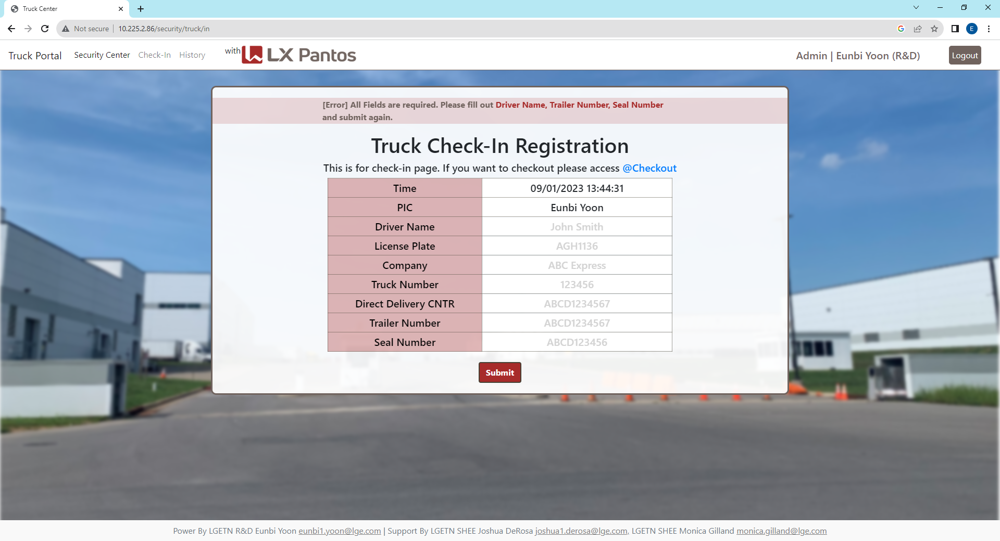 Truck Center
Not secure
10.225.2.86/security/truck/in
E
Truck Portal
Security Center
Check-In
History
with
LX Pantos
Admin | Eunbi Yoon (R&D)
Logout
[Error] All Fields are required. Please fill out Driver Name, Trailer Number, Seal Number
and submit again.
Truck Check-In Registration
This is for check-in page. If you want to checkout please access @Checkout
Time 09/01/2023 13:44:31
PIC Eunbi Yoon
Driver Name John Smith
License Plate AGH1136
Company ABC Express
Truck Number 123456
Direct Delivery CNTR ABCD1234567
Trailer Number ABCD1234567
Seal Number ABCD123456
Submit
Power By LGETN R&D Eunbi Yoon eunbi1.yoon@lge.com | Support By LGETN SHEE Joshua DeRosa joshua1.derosa@lge.com, LGETN SHEE Monica Gilland monica.gilland@lge.com